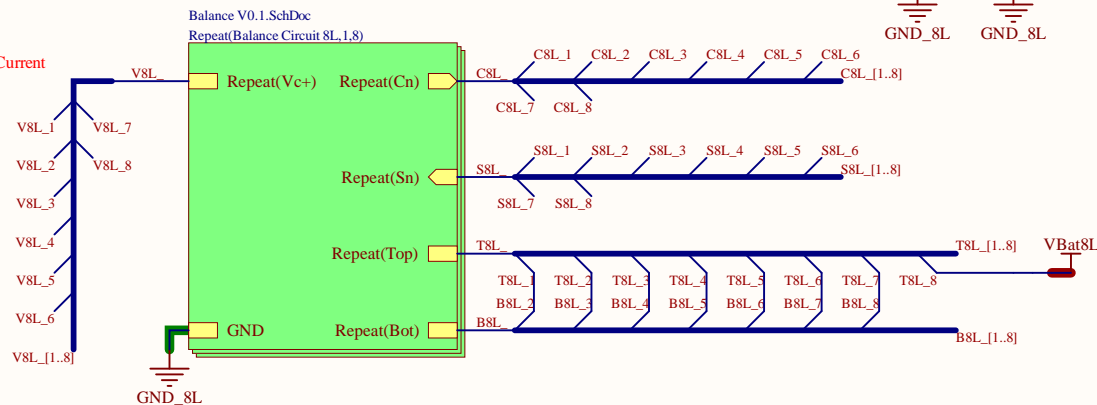 Balance V0.1.SchDoc
Repeat(Balance Circuit 8L,1,8)
GND_8L GND_8L
Current
V8L_
Repeat(Vc+) Repeat(Cn)
C8L_
C8L_1 C8L_2 C8L_3 C8L_4 C8L_5 C8L_6
C8L_[1..8]
C8L_7 C8L_8
V8L_1 V8L_7
V8L_2 V8L_8
V8L_3
V8L_4
V8L_5
V8L_6
V8L_[1..8]
Repeat(Sn)
S8L_
S8L_1 S8L_2 S8L_3 S8L_4 S8L_5 S8L_6
S8L_[1..8]
S8L_7 S8L_8
Repeat(Top)
T8L_
T8L_[1..8]
VBat8L
T8L_1 T8L_2 T8L_3 T8L_4 T8L_5 T8L_6 T8L_7 T8L_8
B8L_2 B8L_3 B8L_4 B8L_5 B8L_6 B8L_7 B8L_8
GND Repeat(Bot)
B8L_
B8L_[1..8]
GND_8L